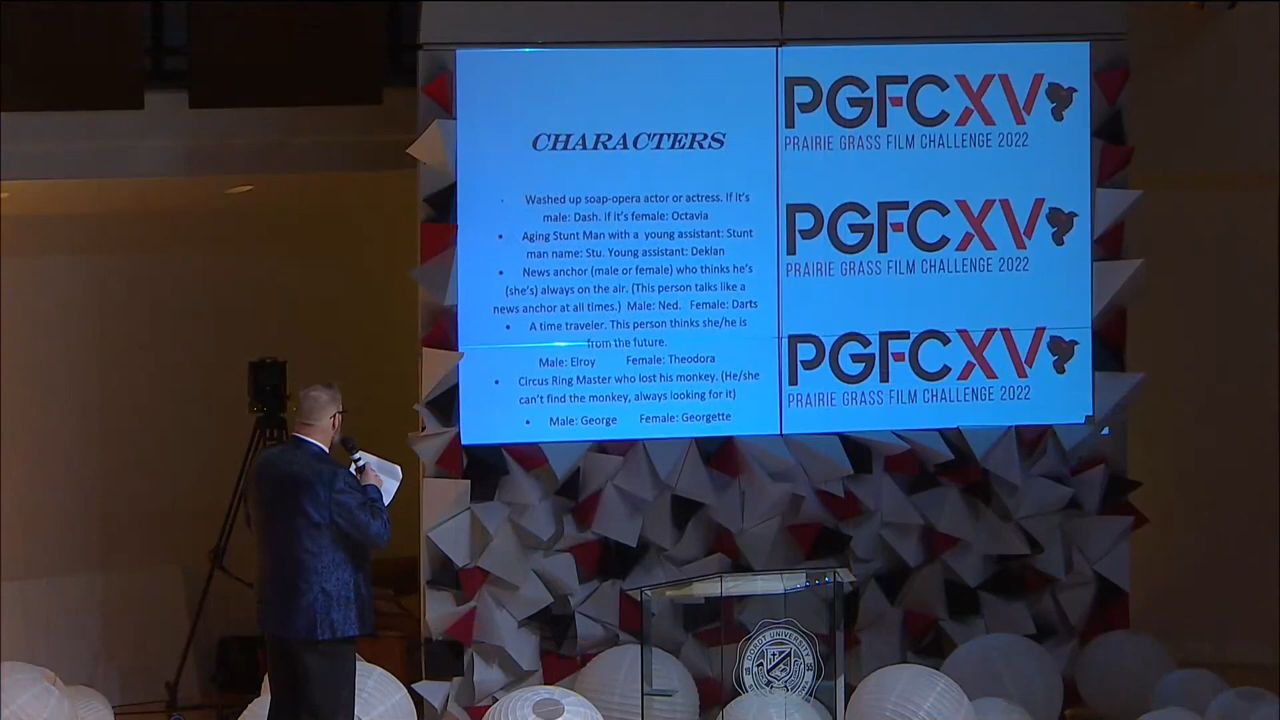 CHARACTERS
Washed up soap-opera actor or actress. If it's
male: Dash. If it's female: Octavia
• Aging Stunt Man with a young assistant: Stunt
man name: Stu. Young assistant: Deklan
• News anchor (male or female) who thinks he's
(she's) always on the air. (This person talks like a
news anchor at all times.) Male: Ned. Female: Darts
• A time traveler. This person thinks she/he is
from the future.
Male: Elroy Female: Theodora
• Circus Ring Master who lost his monkey. (He/she
can't find the monkey, always looking for it)
• Male: George Female: Georgette
PGFCXV
PRAIRIE GRASS FILM CHALLENGE 2022
PGFCXV
PRAIRIE GRASS FILM CHALLENGE 2022
PGFCXV
PRAIRIE GRASS FILM CHALLENGE 2022
DORDT UNIVERSITY